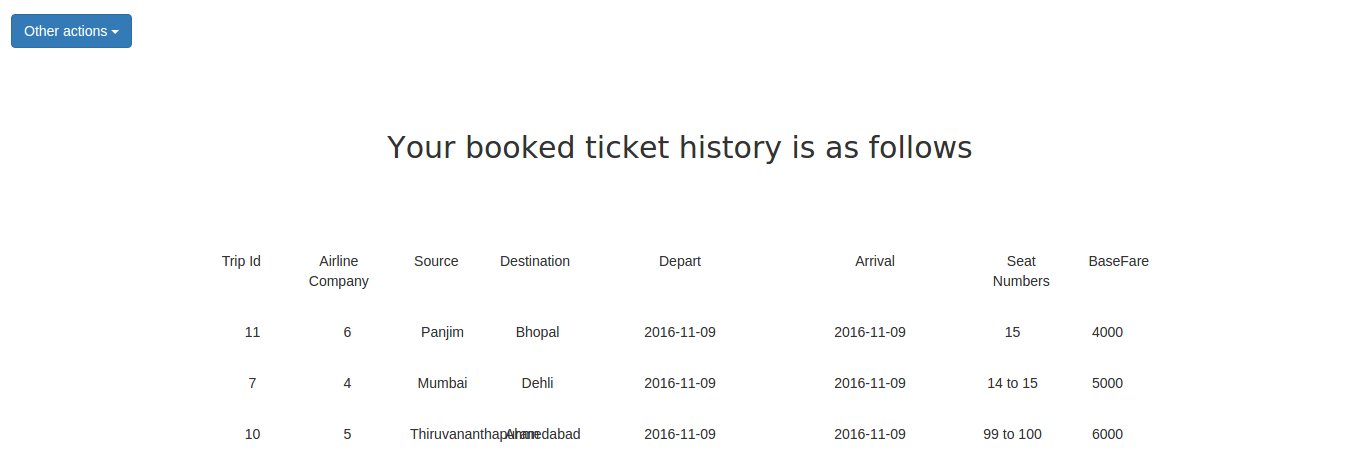 Other actions
Your booked ticket history is as follows
Trip Id Airline Company Source Destination Depart Arrival Seat Numbers BaseFare
11 6 Panjim Bhopal 2016-11-09 2016-11-09 15 4000
7 4 Mumbai Dehli 2016-11-09 2016-11-09 14 to 15 5000
10 5 Thiruvananthapuram Ahmedabad 2016-11-09 2016-11-09 99 to 100 6000